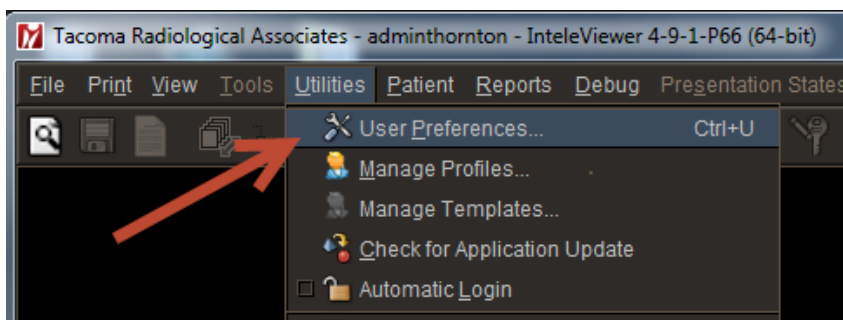 Tacoma Radiological Associates - adminthornton - InteleViewer 4-9-1-P66 (64-bit)
File Print View Tools Utilities Patient Reports Debug Presentation States
User Preferences... Ctrl+U
Manage Profiles...
Manage Templates...
Check for Application Update
Automatic Login